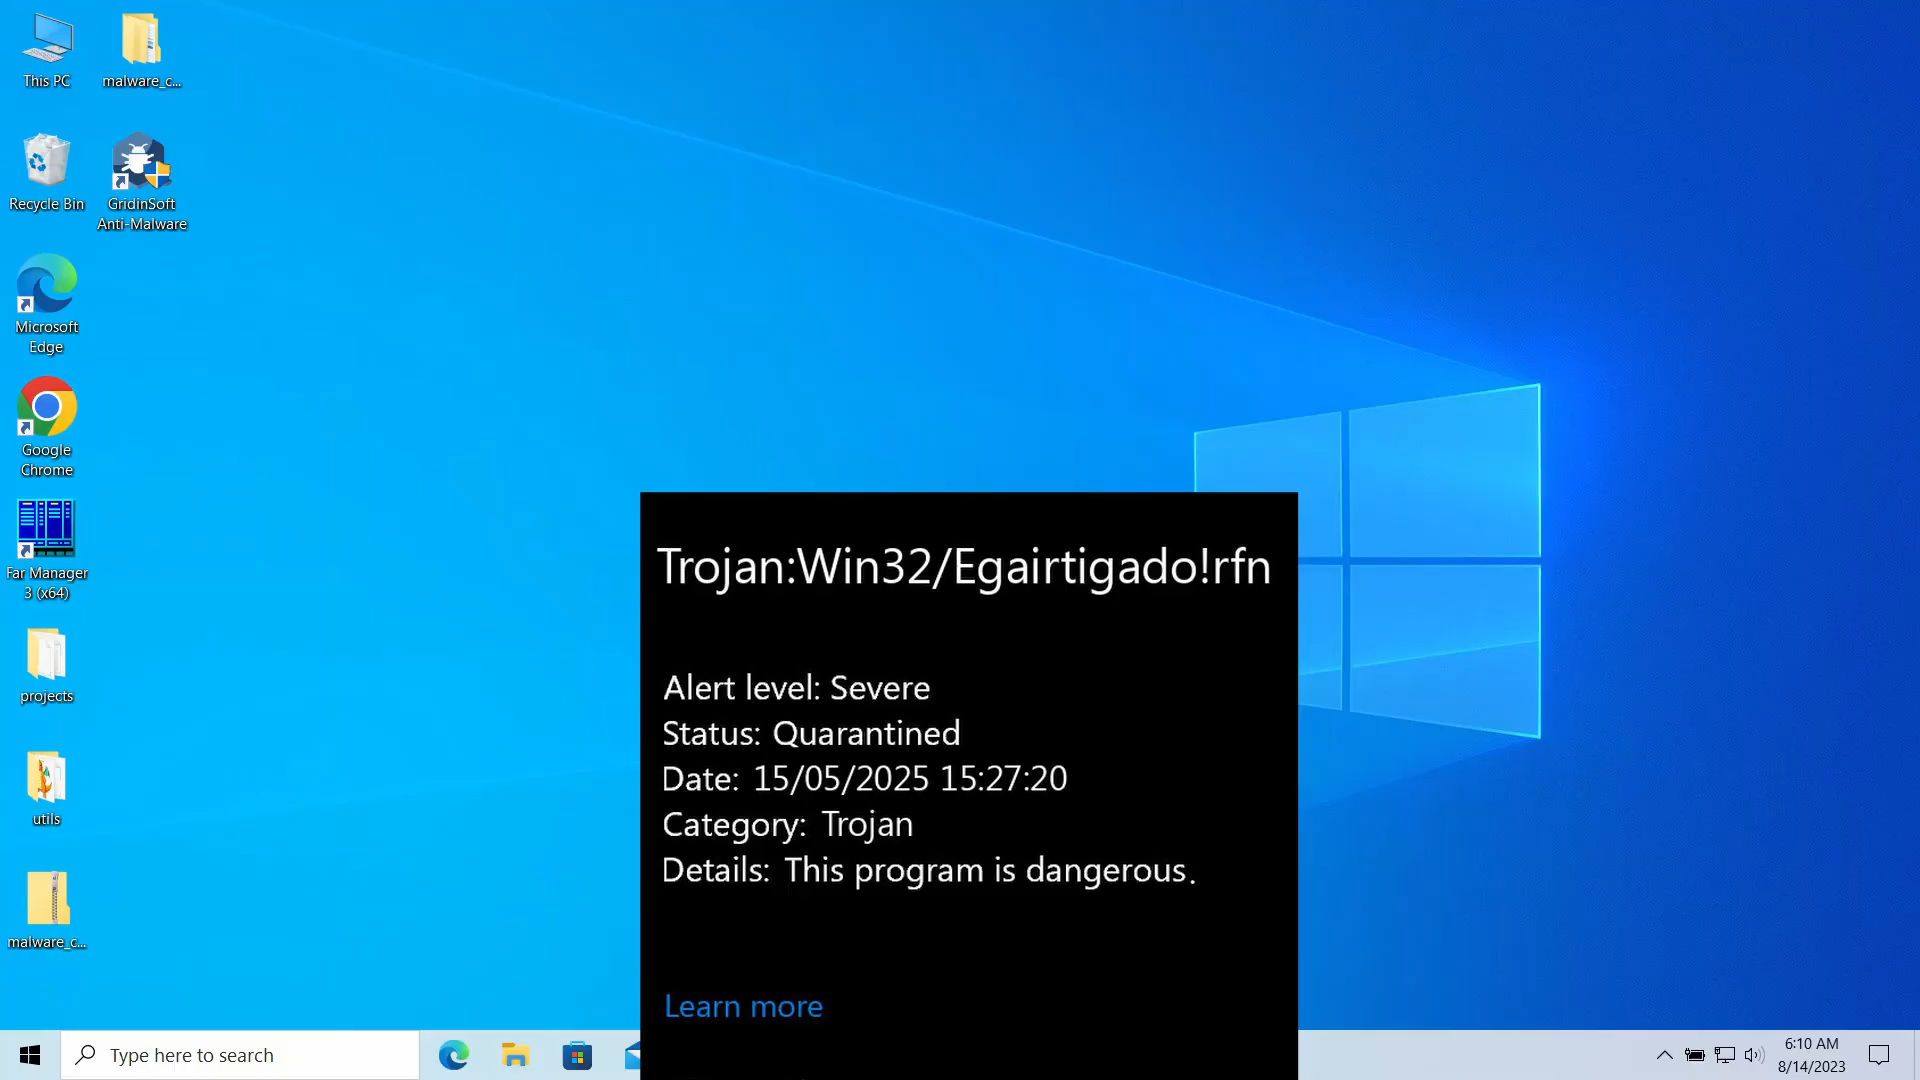 This PC
malware_c...
Recycle Bin
GridinSoft
Anti-Malware
Microsoft
Edge
Google
Chrome
Far Manager
3 (x64)
projects
utils
malware_c...
Trojan:Win32/Egairtigado!rfn
Alert level: Severe
Status: Quarantined
Date: 15/05/2025 15:27:20
Category: Trojan
Details: This program is dangerous.
Learn more
Type here to search
6:10 AM
8/14/2023